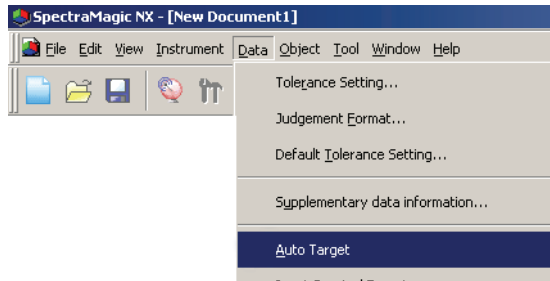 SpectraMagic NX - [New Document1]
File Edit View Instrument Data Object Tool Window Help
Tolerance Setting...
Judgement Format...
Default Tolerance Setting...
Supplementary data information...
Auto Target